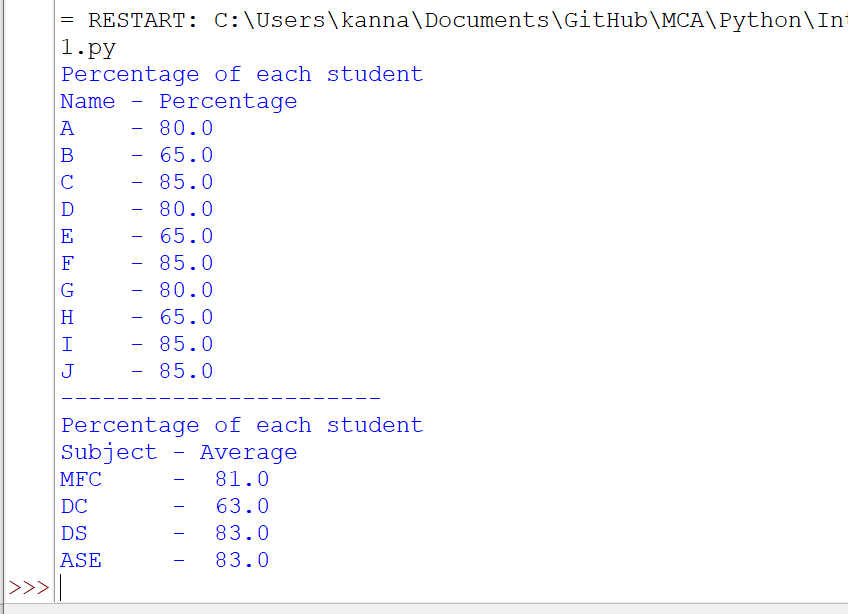 = RESTART: C:\Users\kanna\Documents\GitHub\MCA\Python\Int
1.py
Percentage of each student
Name - Percentage
A    - 80.0
B    - 65.0
C    - 85.0
D    - 80.0
E    - 65.0
F    - 85.0
G    - 80.0
H    - 65.0
I    - 85.0
J    - 85.0
-----------------------
Percentage of each student
Subject - Average
MFC     -  81.0
DC      -  63.0
DS      -  83.0
ASE     -  83.0
>>>